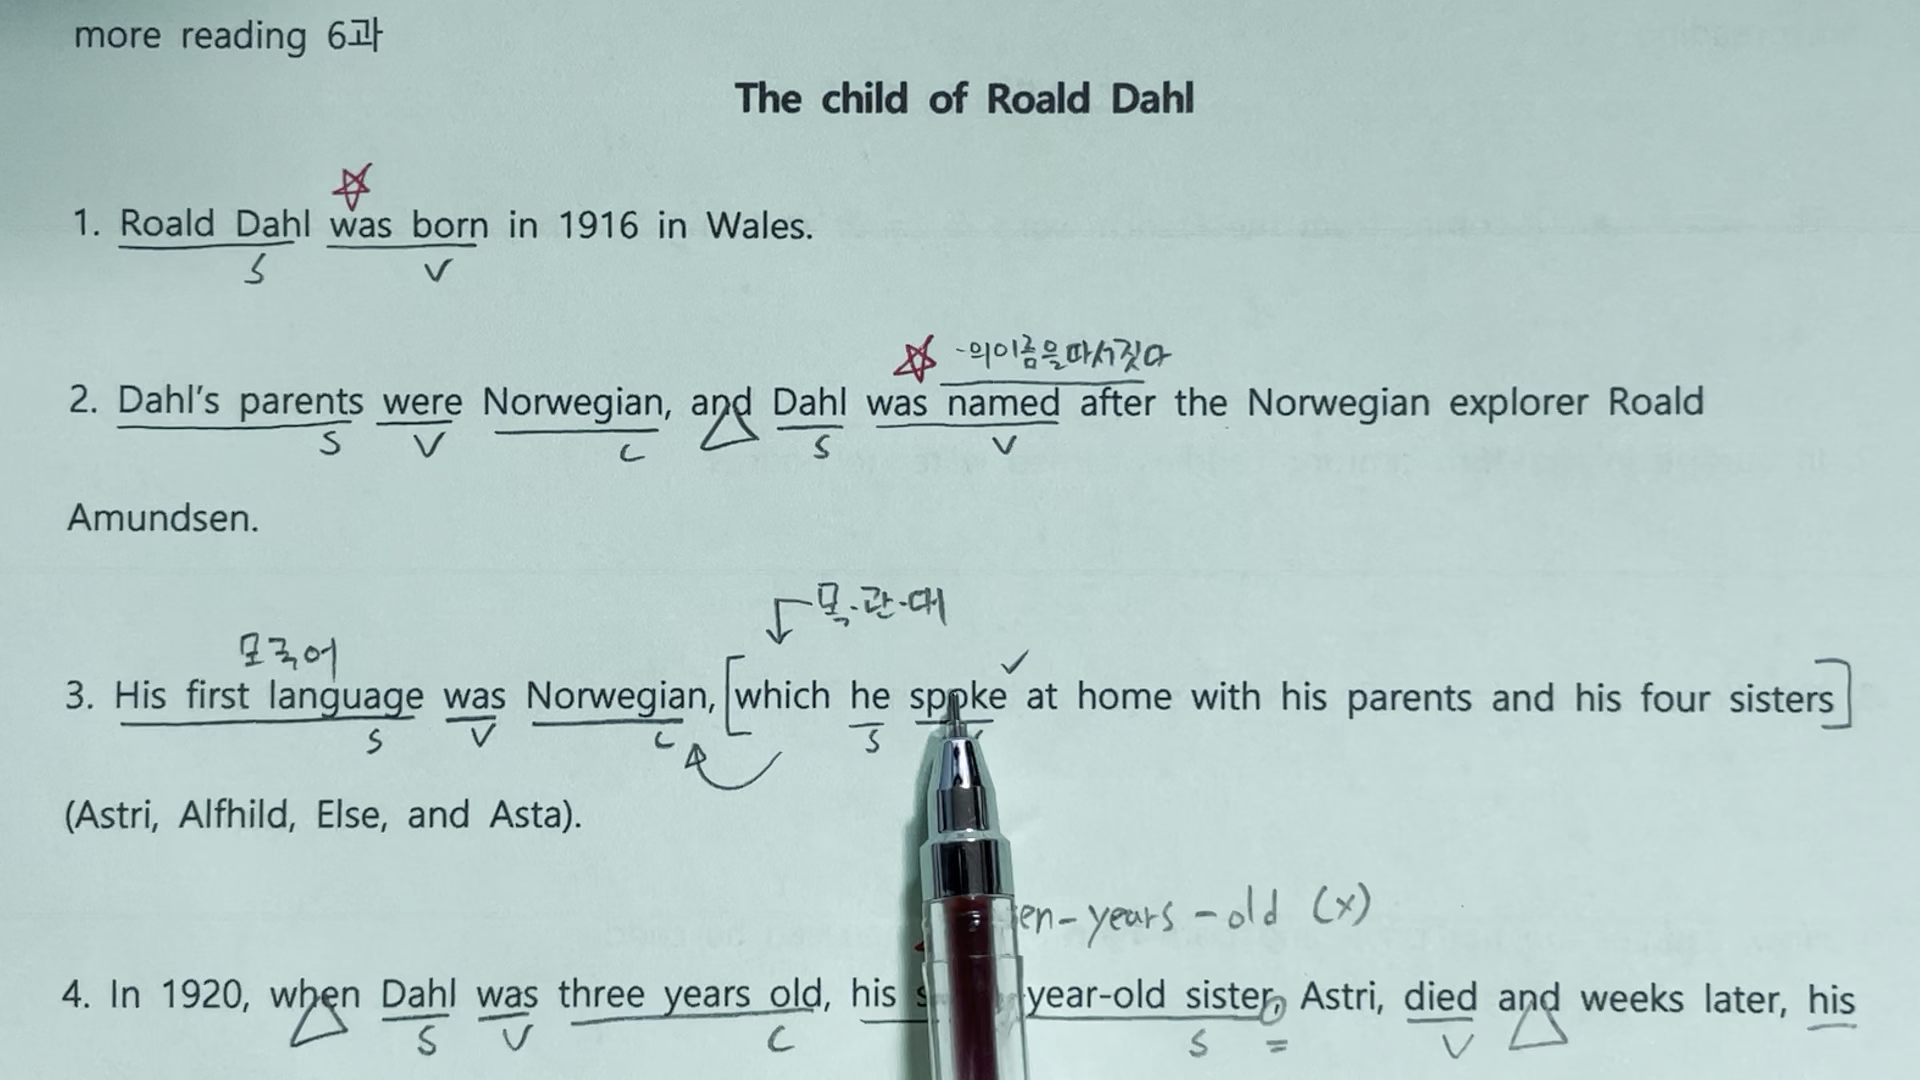 more reading 6과
The child of Roald Dahl
1. Roald Dahl was born in 1916 in Wales.
S V
-의이름을따서짓다
2. Dahl's parents were Norwegian, and Dahl was named after the Norwegian explorer Roald
S V C S V
Amundsen.
목·관·대
모국어
3. His first language was Norwegian, [which he spoke at home with his parents and his four sisters]
S V C S
(Astri, Alfhild, Else, and Asta).
-years-old (x)
4. In 1920, when Dahl was three years old, his year-old sister, Astri, died and weeks later, his
S V C S = V